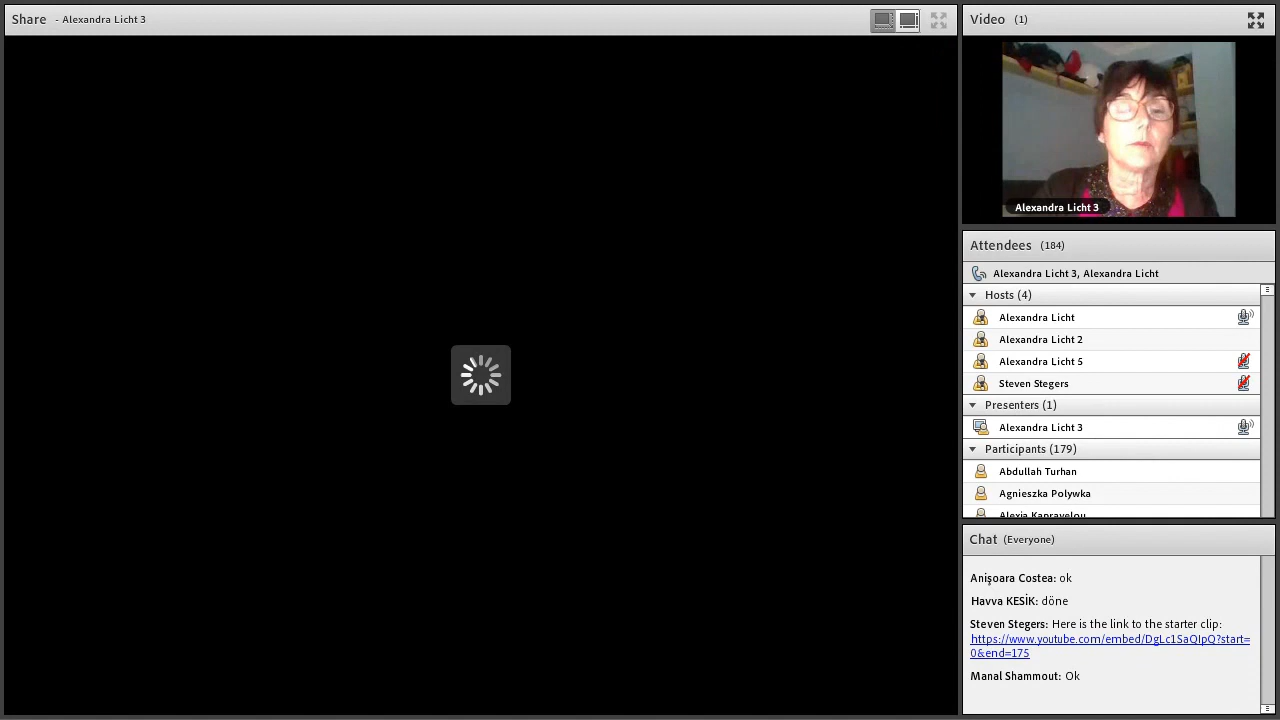 Share - Alexandra Licht 3
Video (1)
Alexandra Licht 3
Attendees (184)
Alexandra Licht 3, Alexandra Licht
Hosts (4)
Alexandra Licht
Alexandra Licht 2
Alexandra Licht 5
Steven Stegers
Presenters (1)
Alexandra Licht 3
Participants (179)
Abdullah Turhan
Agnieszka Polywka
Alexia Kapravelou
Chat (Everyone)
Anişoara Costea: ok
Havva KESİK: döne
Steven Stegers: Here is the link to the starter clip:
https://www.youtube.com/embed/DgLc1SaQIpQ?start=
0&end=175
Manal Shammout: Ok